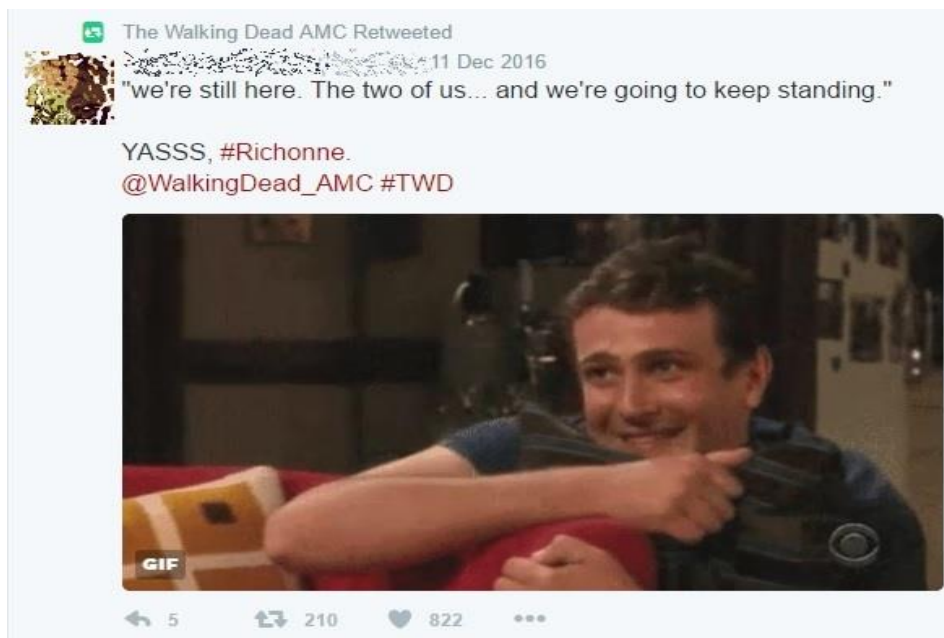 The Walking Dead AMC Retweeted
11 Dec 2016
"we're still here. The two of us... and we're going to keep standing."
YASSS, #Richonne.
@WalkingDead_AMC #TWD
GIF
5 210 822